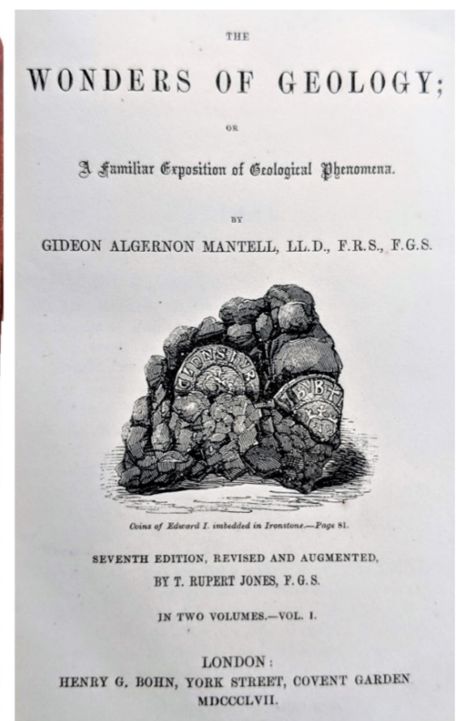 THE
WONDERS OF GEOLOGY;
OR
A Familiar Exposition of Geological Phenomena.
BY
GIDEON ALGERNON MANTELL, LL.D., F.R.S., F.G.S.
Coins of Edward I. imbedded in Ironstone.—Page 81.
SEVENTH EDITION, REVISED AND AUGMENTED,
BY T. RUPERT JONES, F.G.S.
IN TWO VOLUMES.—VOL. I.
LONDON:
HENRY G. BOHN, YORK STREET, COVENT GARDEN
MDCCCLVII.